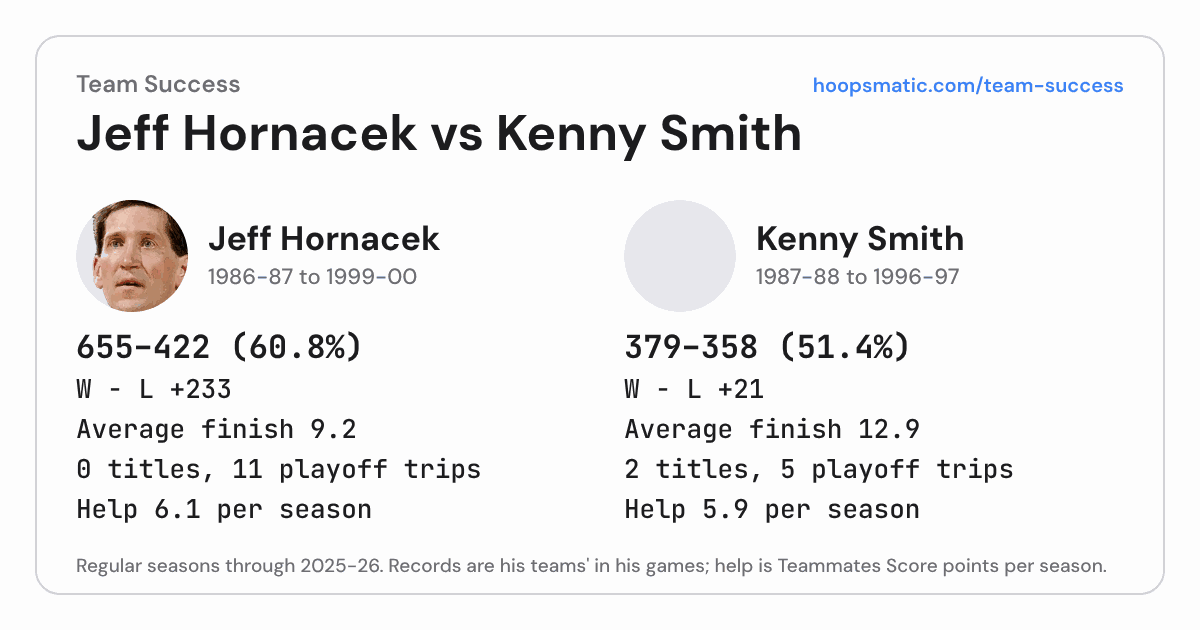 Team Success
hoopsmatic.com/team-success
Jeff Hornacek vs Kenny Smith
Jeff Hornacek
1986-87 to 1999-00
655-422 (60.8%)
W - L +233
Average finish 9.2
0 titles, 11 playoff trips
Help 6.1 per season
Kenny Smith
1987-88 to 1996-97
379-358 (51.4%)
W - L +21
Average finish 12.9
2 titles, 5 playoff trips
Help 5.9 per season
Regular seasons through 2025-26. Records are his teams' in his games; help is Teammates Score points per season.